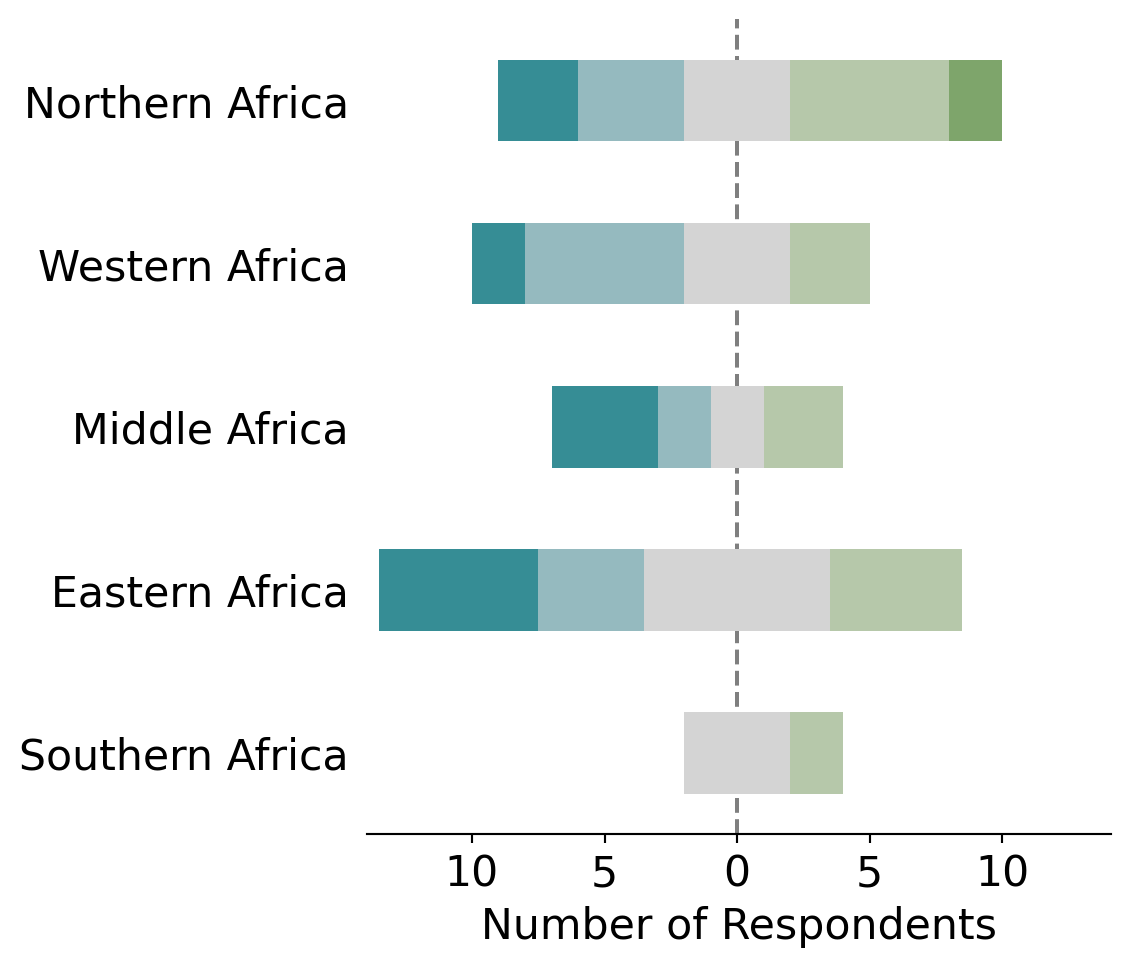 Northern Africa
Western Africa
Middle Africa
Eastern Africa
Southern Africa
10 5 0 5 10
Number of Respondents